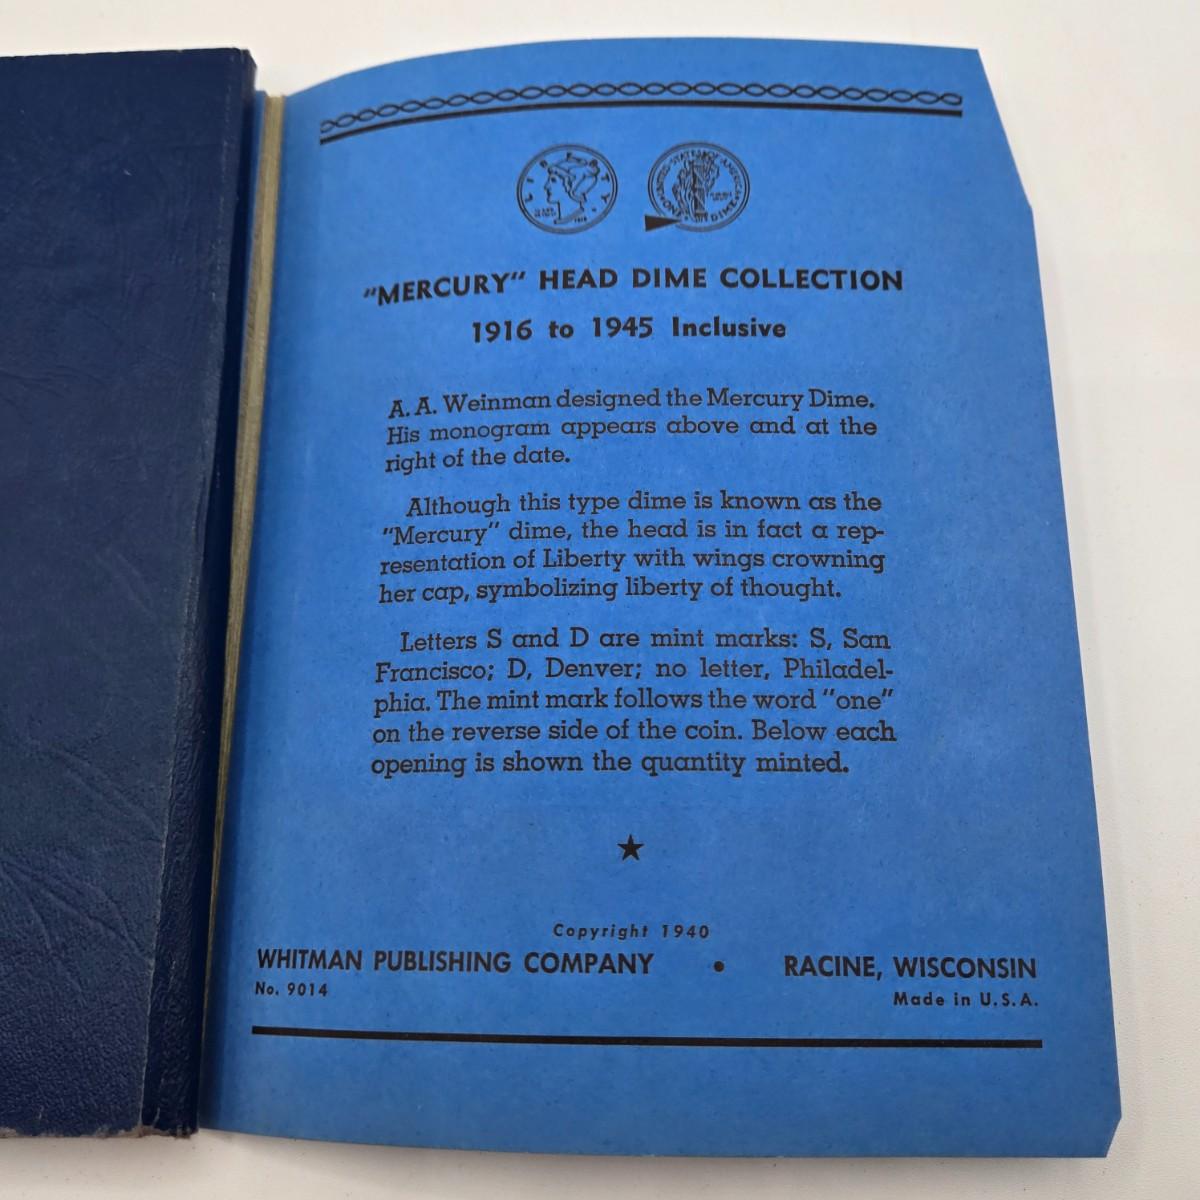 "MERCURY" HEAD DIME COLLECTION
1916 to 1945 Inclusive
A. A. Weinman designed the Mercury Dime.
His monogram appears above and at the
right of the date.
Although this type dime is known as the
"Mercury" dime, the head is in fact a rep-
resentation of Liberty with wings crowning
her cap, symbolizing liberty of thought.
Letters S and D are mint marks: S, San
Francisco; D, Denver; no letter, Philadel-
phia. The mint mark follows the word "one"
on the reverse side of the coin. Below each
opening is shown the quantity minted.
Copyright 1940
WHITMAN PUBLISHING COMPANY • RACINE, WISCONSIN
No. 9014
Made in U.S.A.